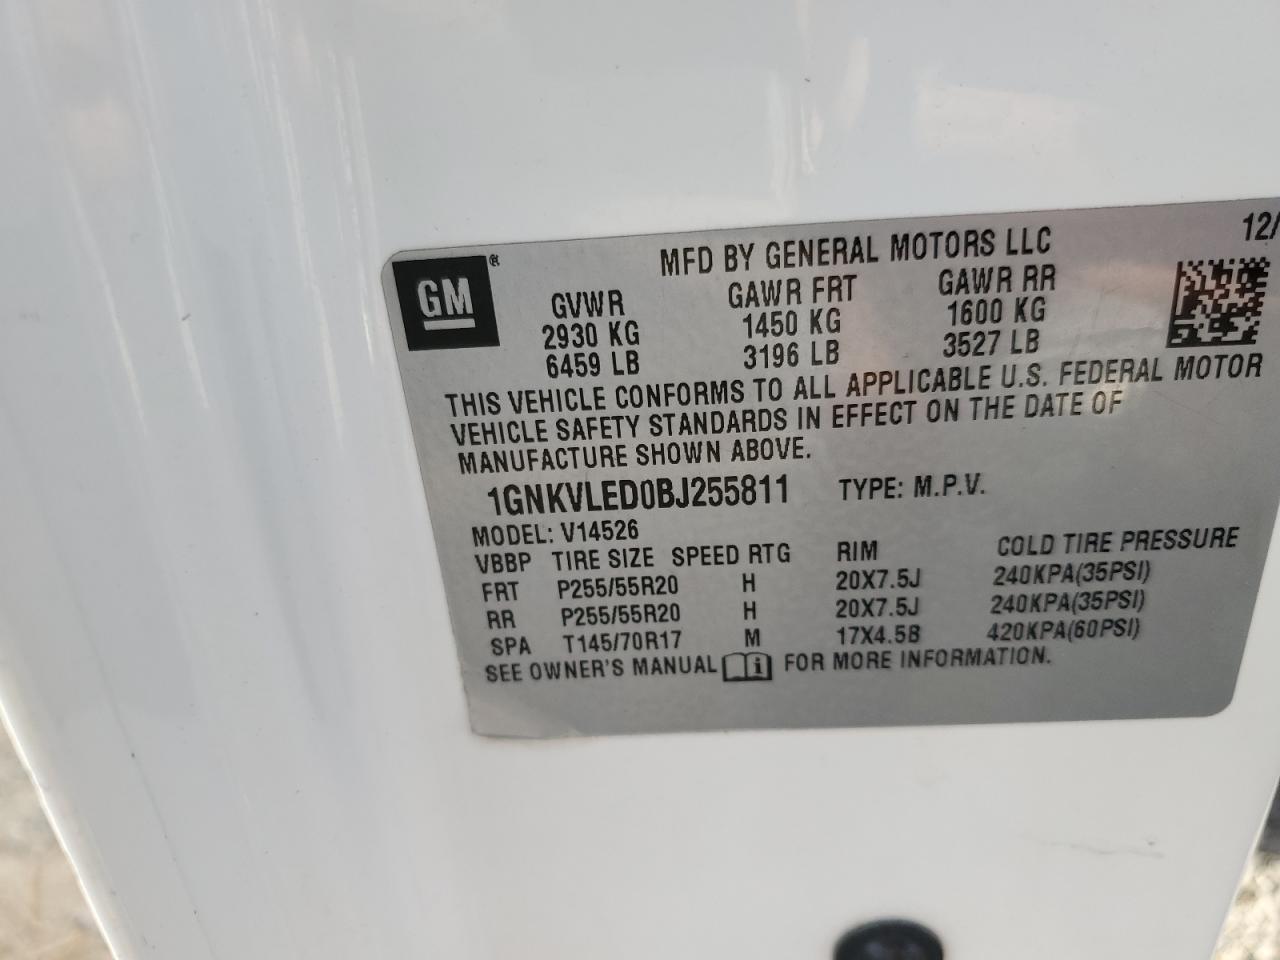 12/
MFD BY GENERAL MOTORS LLC
GM®
GVWR GAWR FRT GAWR RR
2930 KG 1450 KG 1600 KG
6459 LB 3196 LB 3527 LB
THIS VEHICLE CONFORMS TO ALL APPLICABLE U.S. FEDERAL MOTOR
VEHICLE SAFETY STANDARDS IN EFFECT ON THE DATE OF
MANUFACTURE SHOWN ABOVE.
1GNKVLED0BJ255811 TYPE: M.P.V.
MODEL: V14526
VBBP TIRE SIZE SPEED RTG RIM COLD TIRE PRESSURE
FRT P255/55R20 H 20X7.5J 240KPA(35PSI)
RR P255/55R20 H 20X7.5J 240KPA(35PSI)
SPA T145/70R17 M 17X4.5B 420KPA(60PSI)
SEE OWNER'S MANUAL i FOR MORE INFORMATION.